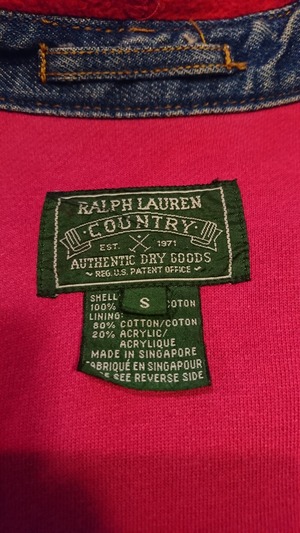 RALPH LAUREN
COUNTRY
EST. 1971
AUTHENTIC DRY GOODS
~ REG. U.S. PATENT OFFICE ~
S
SHELL
100% COTON
LINING:
80% COTTON/COTON
20% ACRYLIC/
ACRYLIQUE
MADE IN SINGAPORE
FABRIQUÉ EN SINGAPOUR
SEE REVERSE SIDE